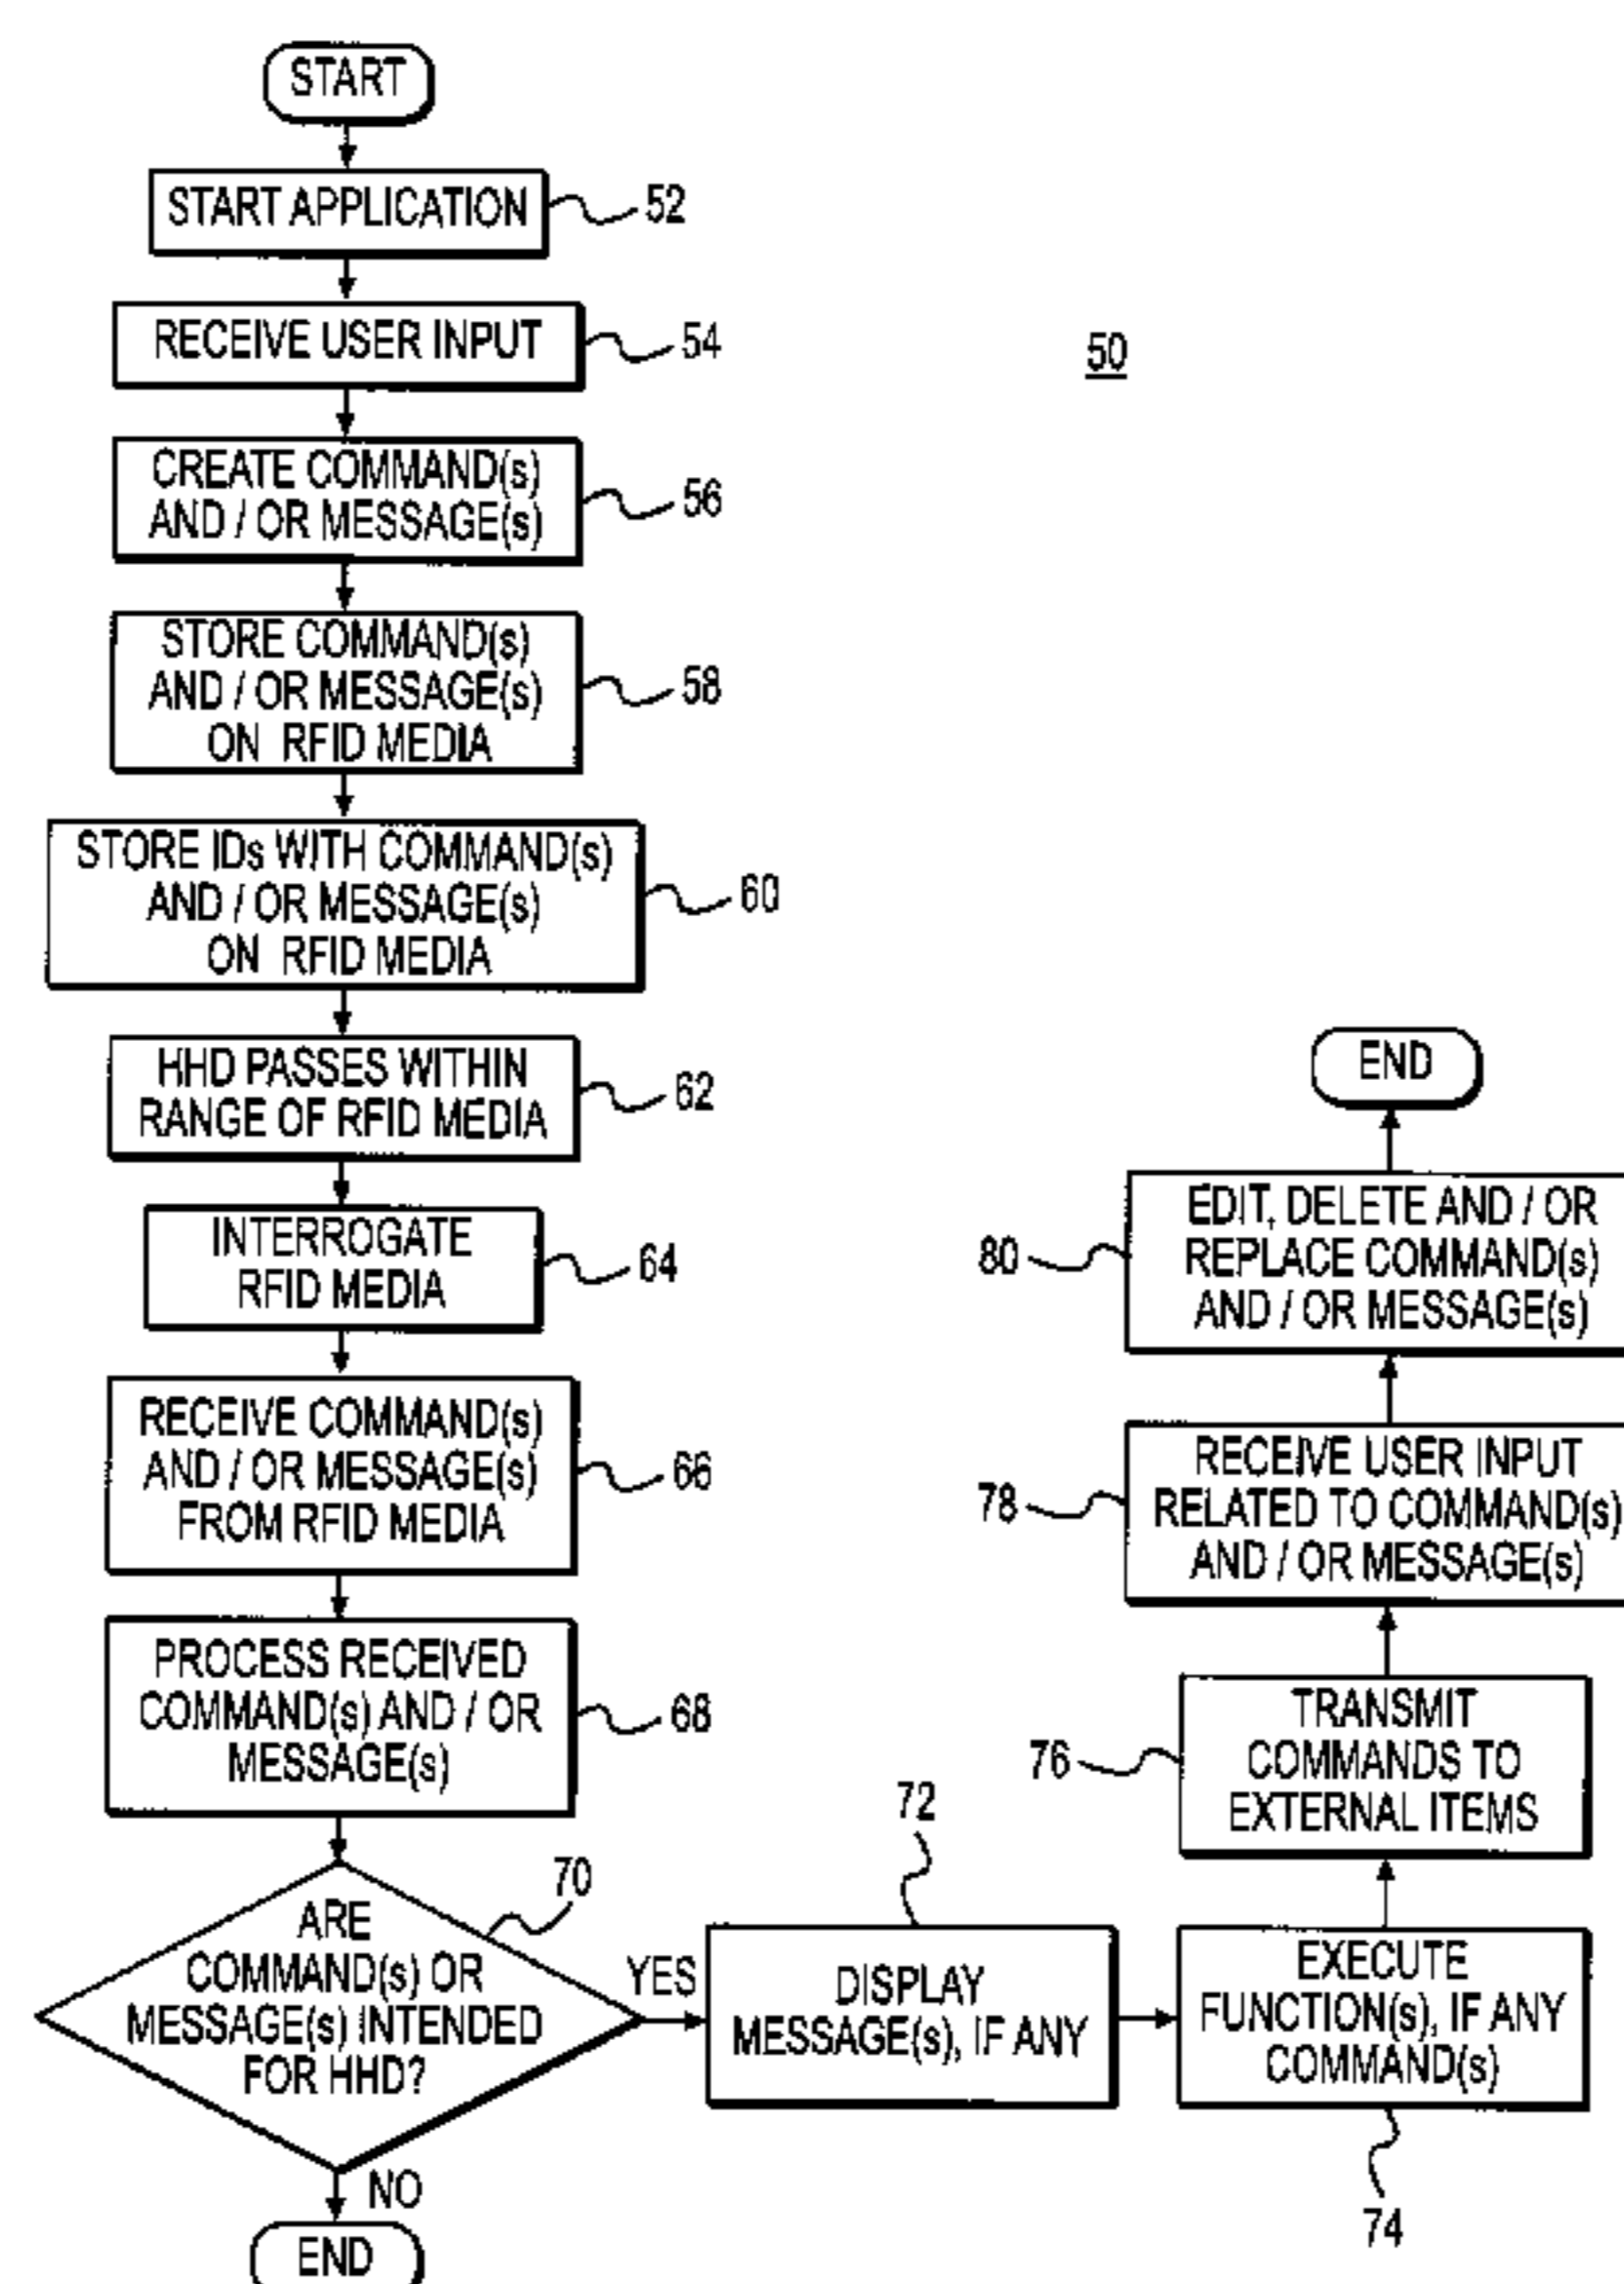 START
START APPLICATION
52
RECEIVE USER INPUT
54
50
CREATE COMMAND(s)
AND / OR MESSAGE(s)
56
STORE COMMAND(s)
AND / OR MESSAGE(s)
ON RFID MEDIA
58
STORE IDs WITH COMMAND(s)
AND / OR MESSAGE(s)
ON RFID MEDIA
60
HHD PASSES WITHIN
RANGE OF RFID MEDIA
62
INTERROGATE
RFID MEDIA
64
RECEIVE COMMAND(s)
AND / OR MESSAGE(s)
FROM RFID MEDIA
66
PROCESS RECEIVED
COMMAND(s) AND / OR
MESSAGE(s)
68
ARE
COMMAND(s) OR
MESSAGE(s) INTENDED
FOR HHD?
70
YES
NO
END
72
DISPLAY
MESSAGE(s), IF ANY
EXECUTE
FUNCTION(s), IF ANY
COMMAND(s)
74
TRANSMIT
COMMANDS TO
EXTERNAL ITEMS
76
RECEIVE USER INPUT
RELATED TO COMMAND(s)
AND / OR MESSAGE(s)
78
EDIT, DELETE AND / OR
REPLACE COMMAND(s)
AND / OR MESSAGE(s)
80
END